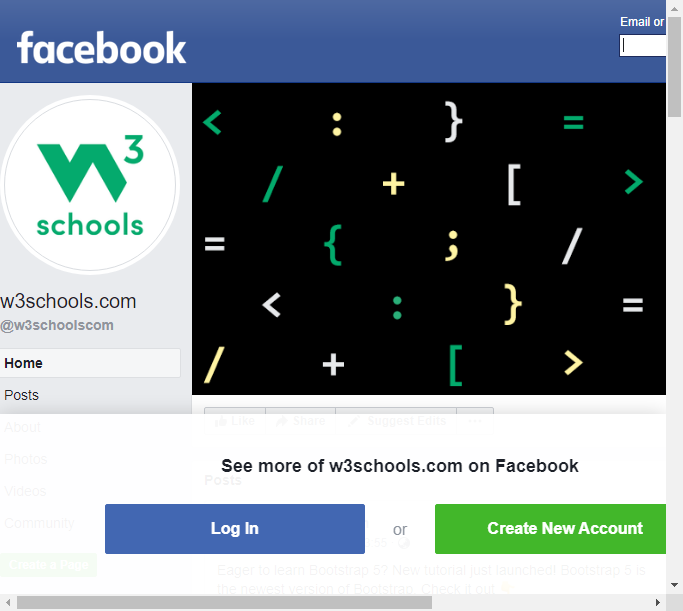 Email or
facebook
< : } =
/ + [ >
w3
schools
= { ; /
w3schools.com
@w3schoolscom
< : } =
/ + [ >
Home
Posts
Like Share Suggest Edits ...
About
See more of w3schools.com on Facebook
Photos
Posts
Videos
Log In or Create New Account
Community
Create a Page
Eager to learn Bootstrap 5? New tutorial just launched! Bootstrap 5 is
the newest version of Bootstrap. Check it out